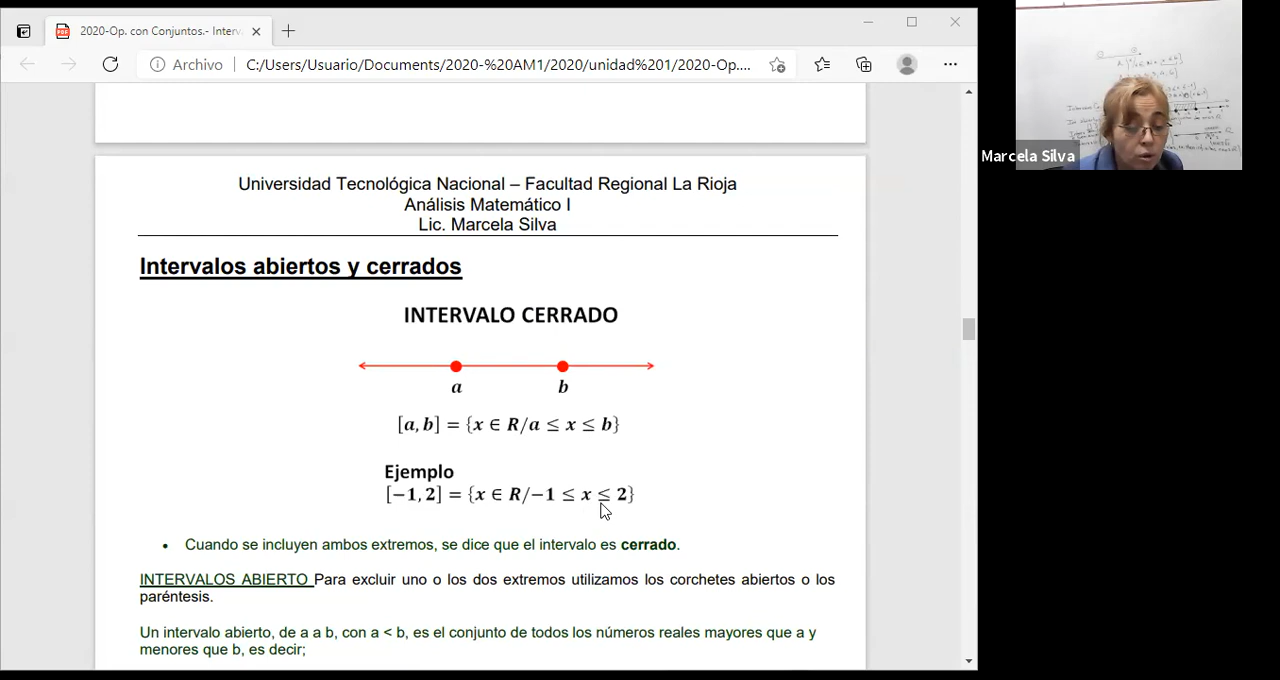 2020-Op. con Conjuntos.- Interv
Archivo
C:/Users/Usuario/Documents/2020-%20AM1/2020/unidad%201/2020-Op....
Marcela Silva
Universidad Tecnológica Nacional – Facultad Regional La Rioja
Análisis Matemático I
Lic. Marcela Silva
Intervalos abiertos y cerrados
INTERVALO CERRADO
a b
[a, b] = {x ∈ R/a ≤ x ≤ b}
Ejemplo
[−1, 2] = {x ∈ R/−1 ≤ x ≤ 2}
• Cuando se incluyen ambos extremos, se dice que el intervalo es cerrado.
INTERVALOS ABIERTO Para excluir uno o los dos extremos utilizamos los corchetes abiertos o los
paréntesis.
Un intervalo abierto, de a a b, con a < b, es el conjunto de todos los números reales mayores que a y
menores que b, es decir;